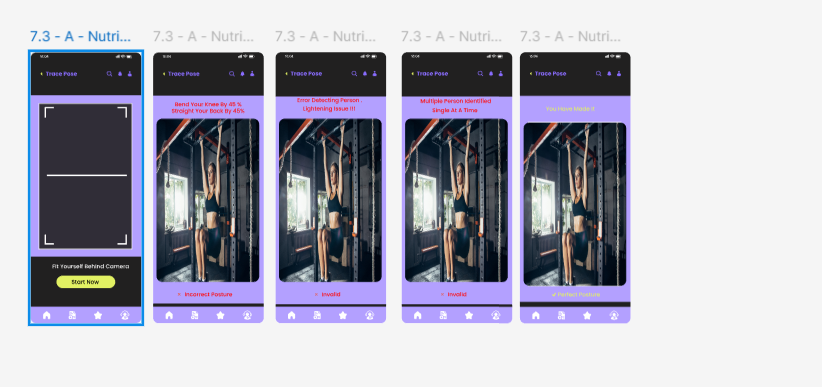 7.3 - A - Nutri...
7.3 - A - Nutri...
7.3 - A - Nutri...
7.3 - A - Nutri...
7.3 - A - Nutri...
Trace Pose
Fit Yourself Behind Camera
Start Now
Trace Pose
Bend Your Knee By 45 %
Straight Your Back By 45%
Incorrect Posture
Trace Pose
Error Detecting Person .
Lightening Issue !!!
Invalid
Trace Pose
Multiple Person Identified
Single At A Time
Invalid
Trace Pose
You Have Made it
Perfect Posture